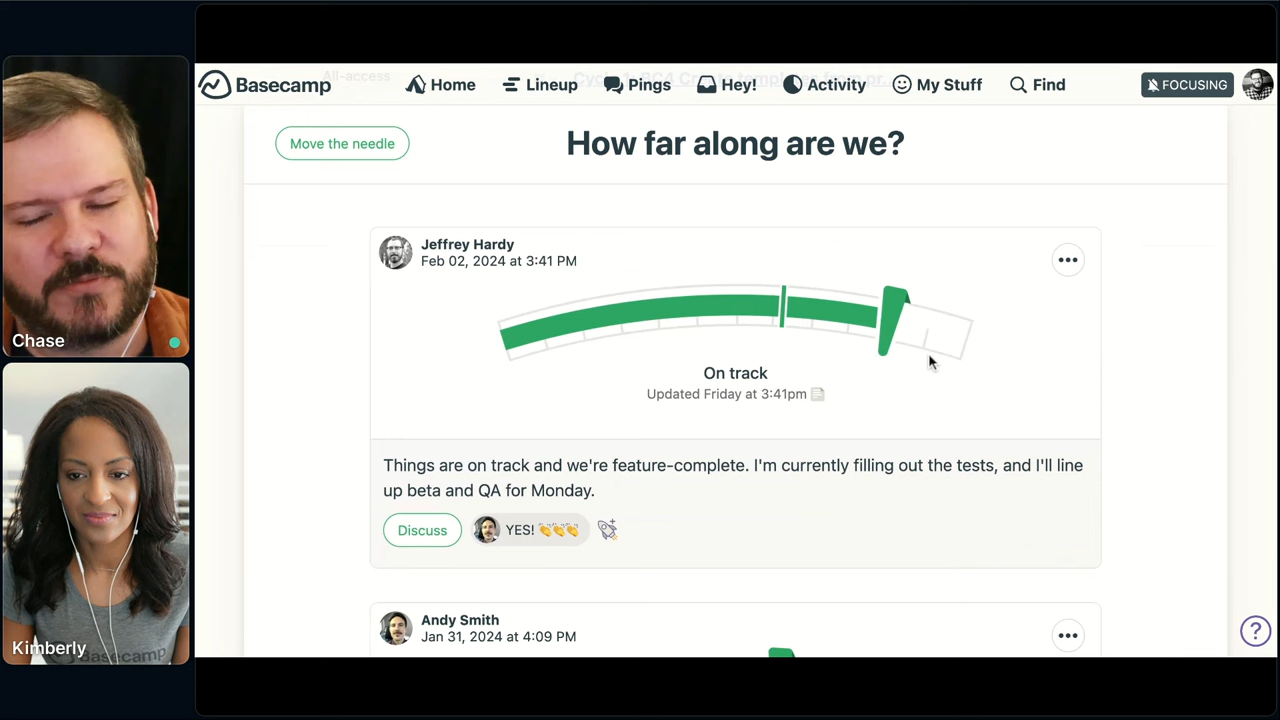 All-access
Basecamp
Home
Lineup
Pings
Hey!
Activity
My Stuff
Find
FOCUSING
Move the needle
How far along are we?
Jeffrey Hardy
Feb 02, 2024 at 3:41 PM
On track
Updated Friday at 3:41pm
Things are on track and we're feature-complete. I'm currently filling out the tests, and I'll line
up beta and QA for Monday.
Discuss
YES! 👏👏👏
Andy Smith
Jan 31, 2024 at 4:09 PM
?
Chase
Kimberly
Basecamp